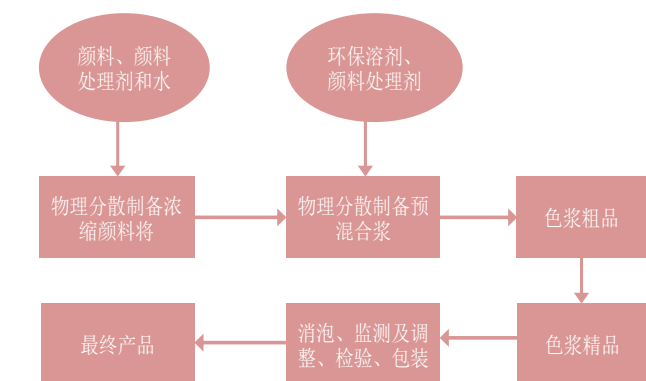 颜料、颜料
处理剂和水
环保溶剂、
颜料处理剂
物理分散制备浓
缩颜料将
物理分散制备预
混合浆
色浆粗品
色浆精品
消泡、监测及调
整、检验、包装
最终产品